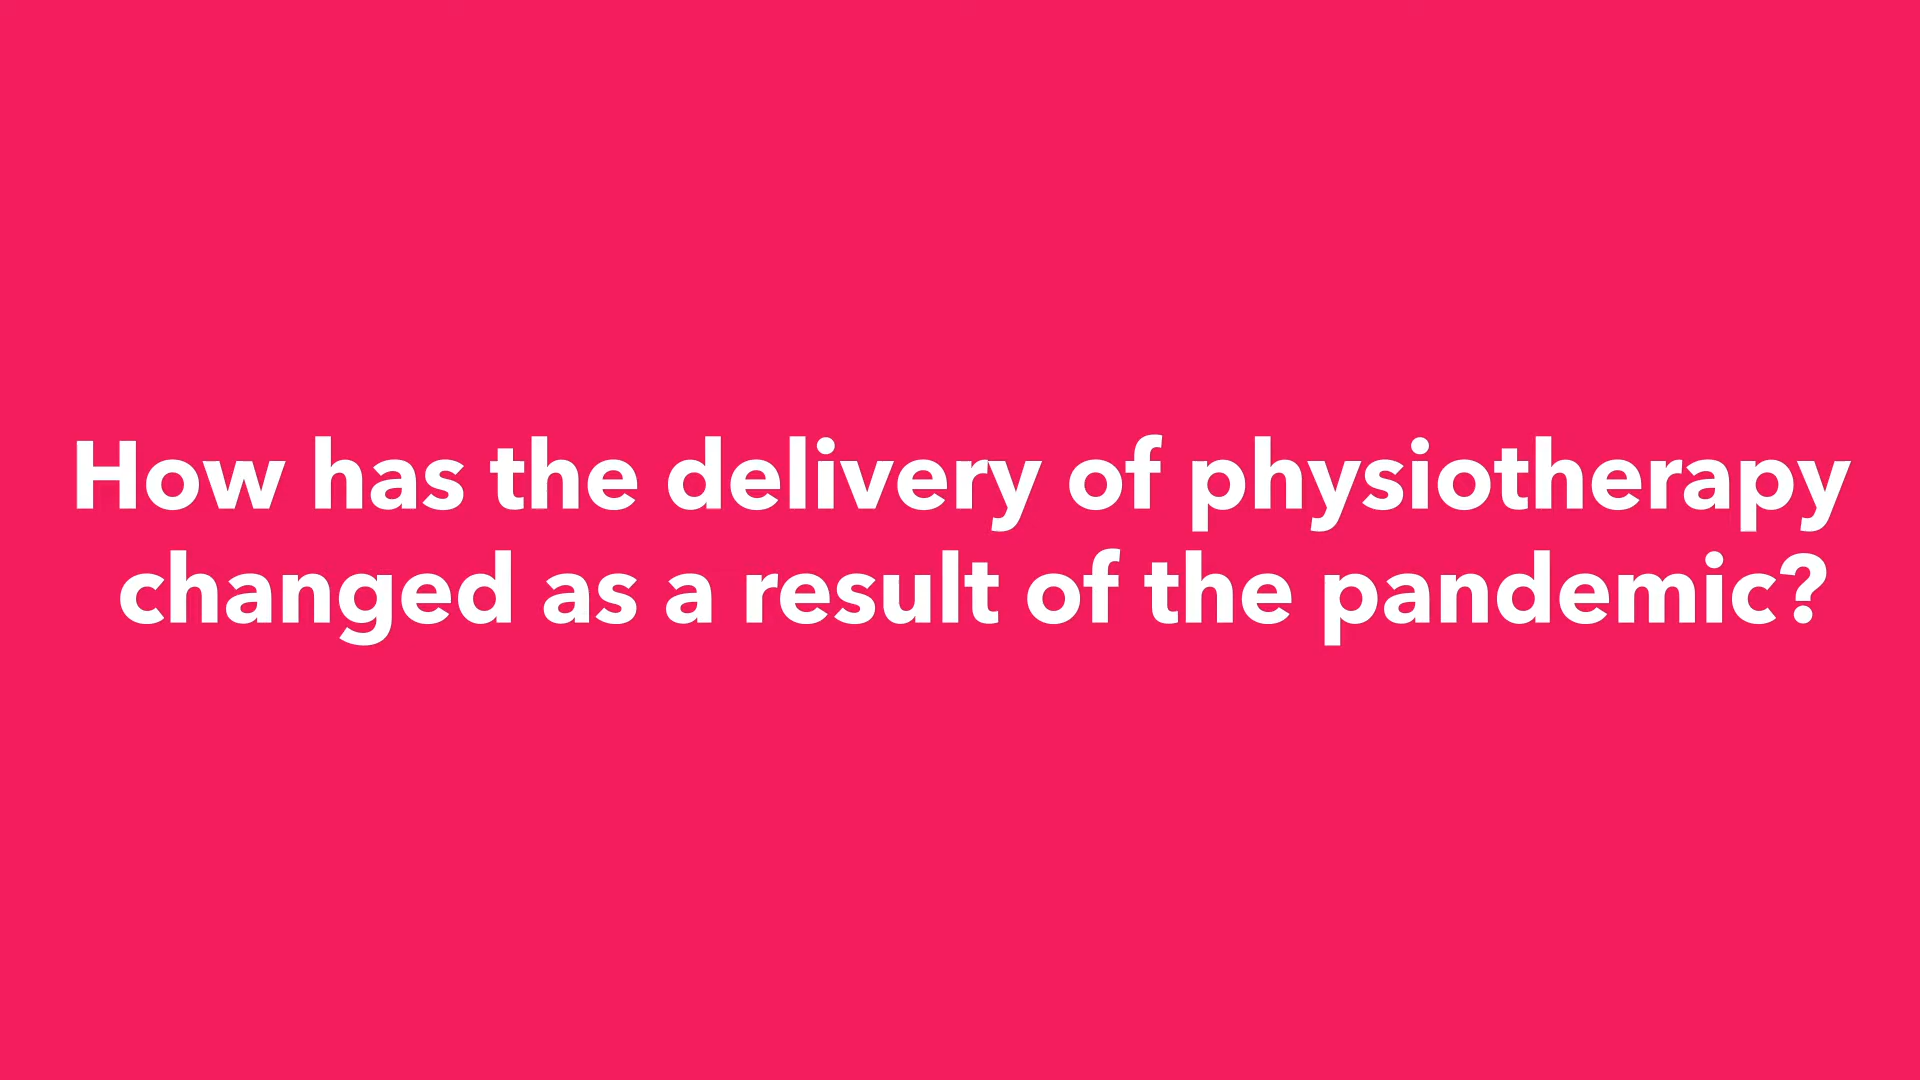 How has the delivery of physiotherapy
changed as a result of the pandemic?